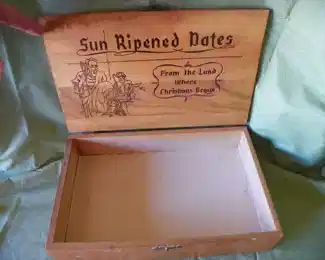 Sun Ripened Dates
From the Land
where
Christmas Began